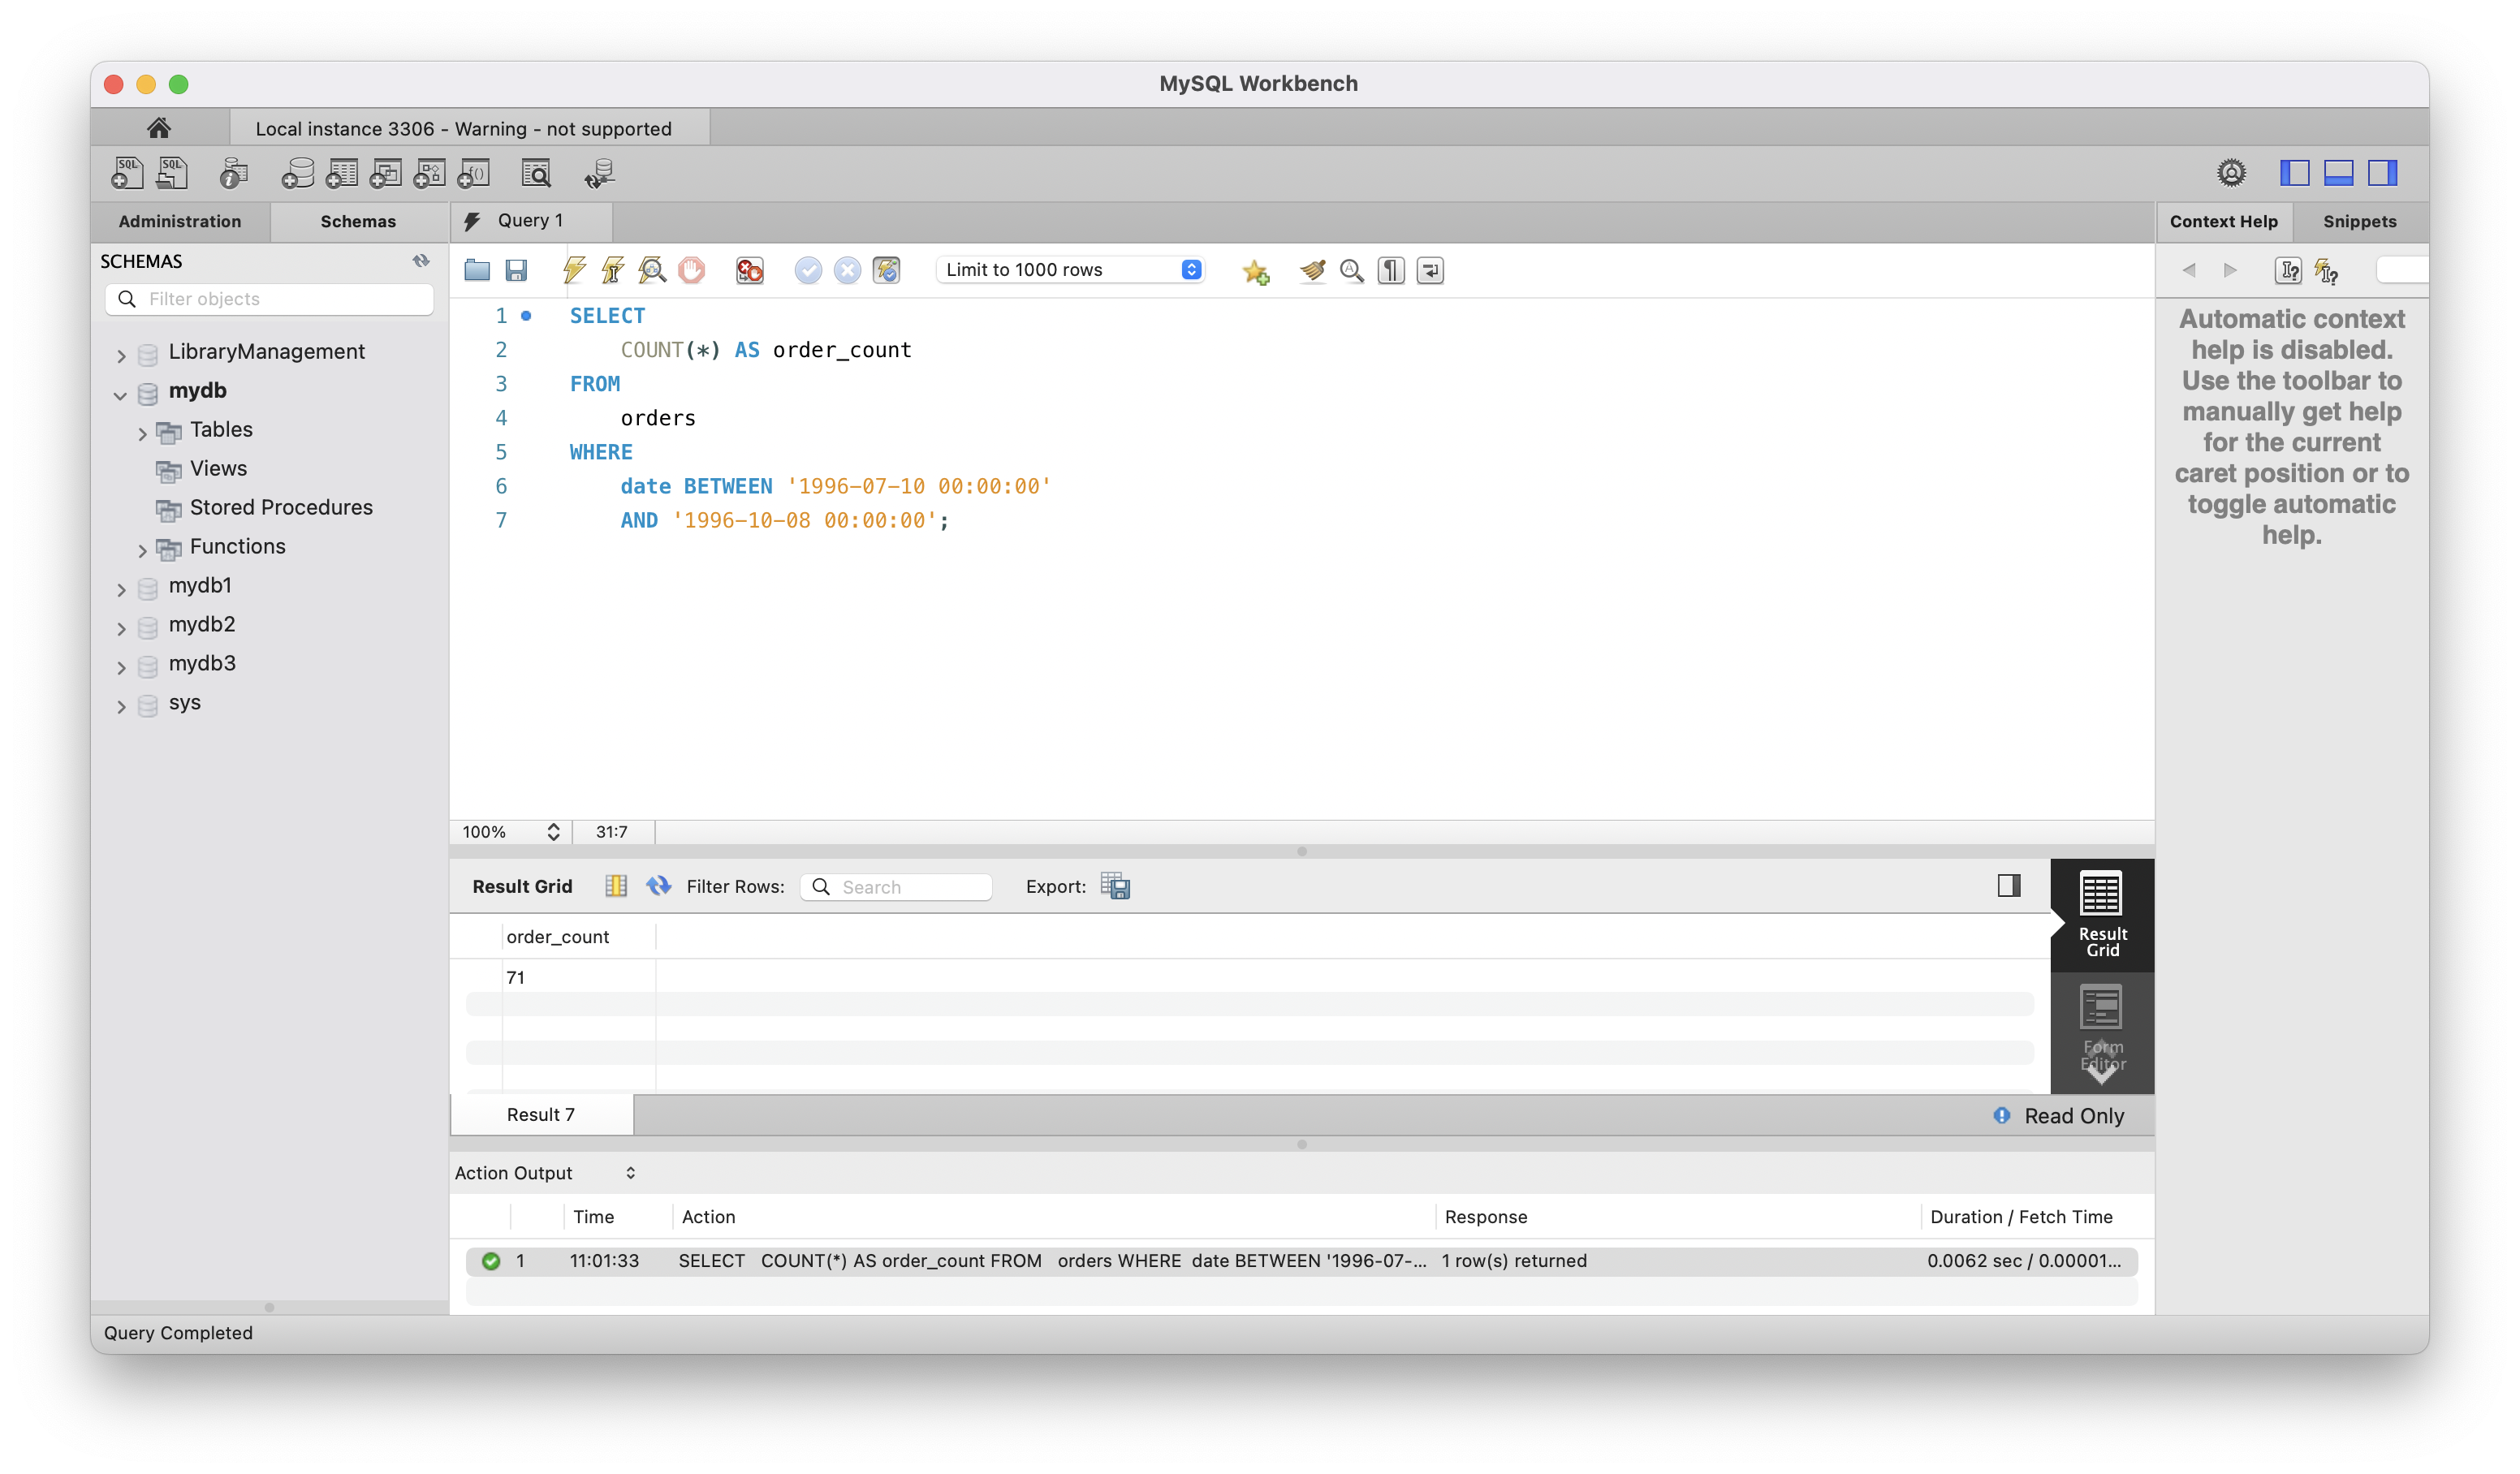 MySQL Workbench
Local instance 3306 - Warning - not supported
SQL SQL
Administration Schemas
SCHEMAS
Filter objects
LibraryManagement
mydb
Tables
Views
Stored Procedures
Functions
mydb1
mydb2
mydb3
sys
Query 1
Limit to 1000 rows
1 SELECT
2 COUNT(*) AS order_count
3 FROM
4 orders
5 WHERE
6 date BETWEEN '1996-07-10 00:00:00'
7 AND '1996-10-08 00:00:00';
100% 31:7
Result Grid Filter Rows: Search Export:
order_count
71
Result
Grid
Form
Editor
Result 7 Read Only
Action Output
Time Action Response Duration / Fetch Time
1 11:01:33 SELECT COUNT(*) AS order_count FROM orders WHERE date BETWEEN '1996-07-... 1 row(s) returned 0.0062 sec / 0.00001...
Context Help Snippets
Automatic context
help is disabled.
Use the toolbar to
manually get help
for the current
caret position or to
toggle automatic
help.
Query Completed